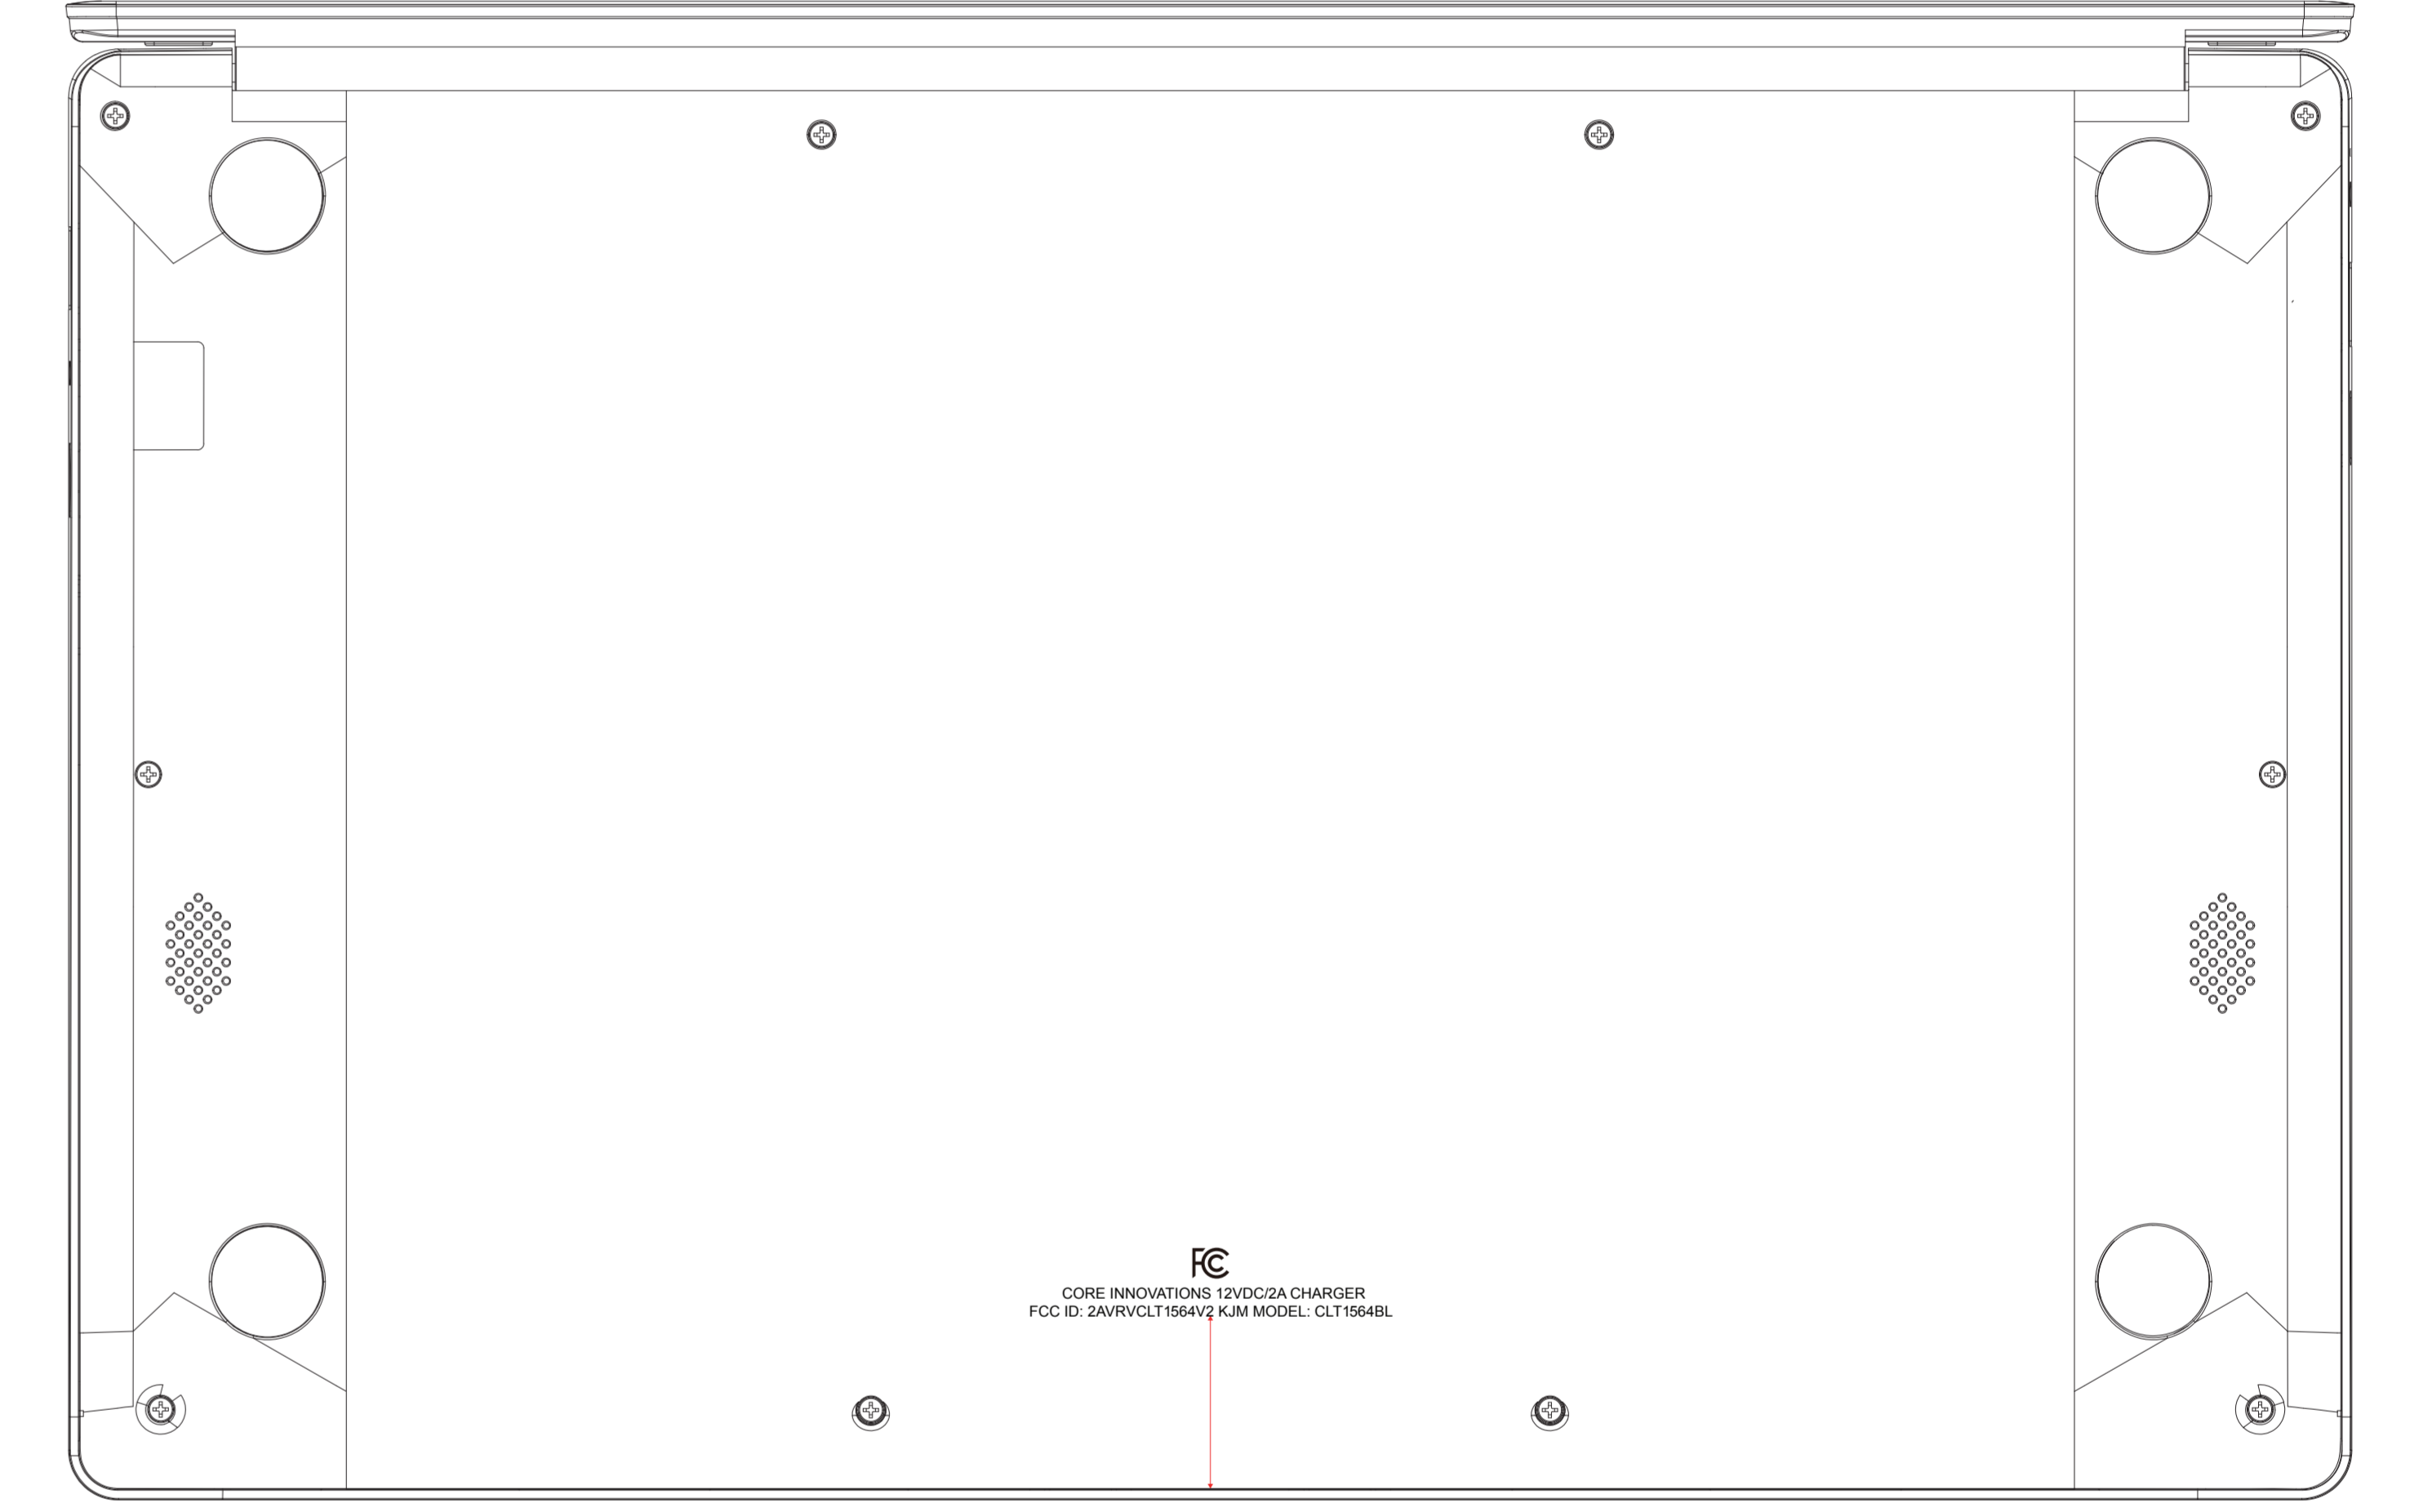 FC
CORE INNOVATIONS 12VDC/2A CHARGER
FCC ID: 2AVRVCLT1564V2 KJM MODEL: CLT1564BL